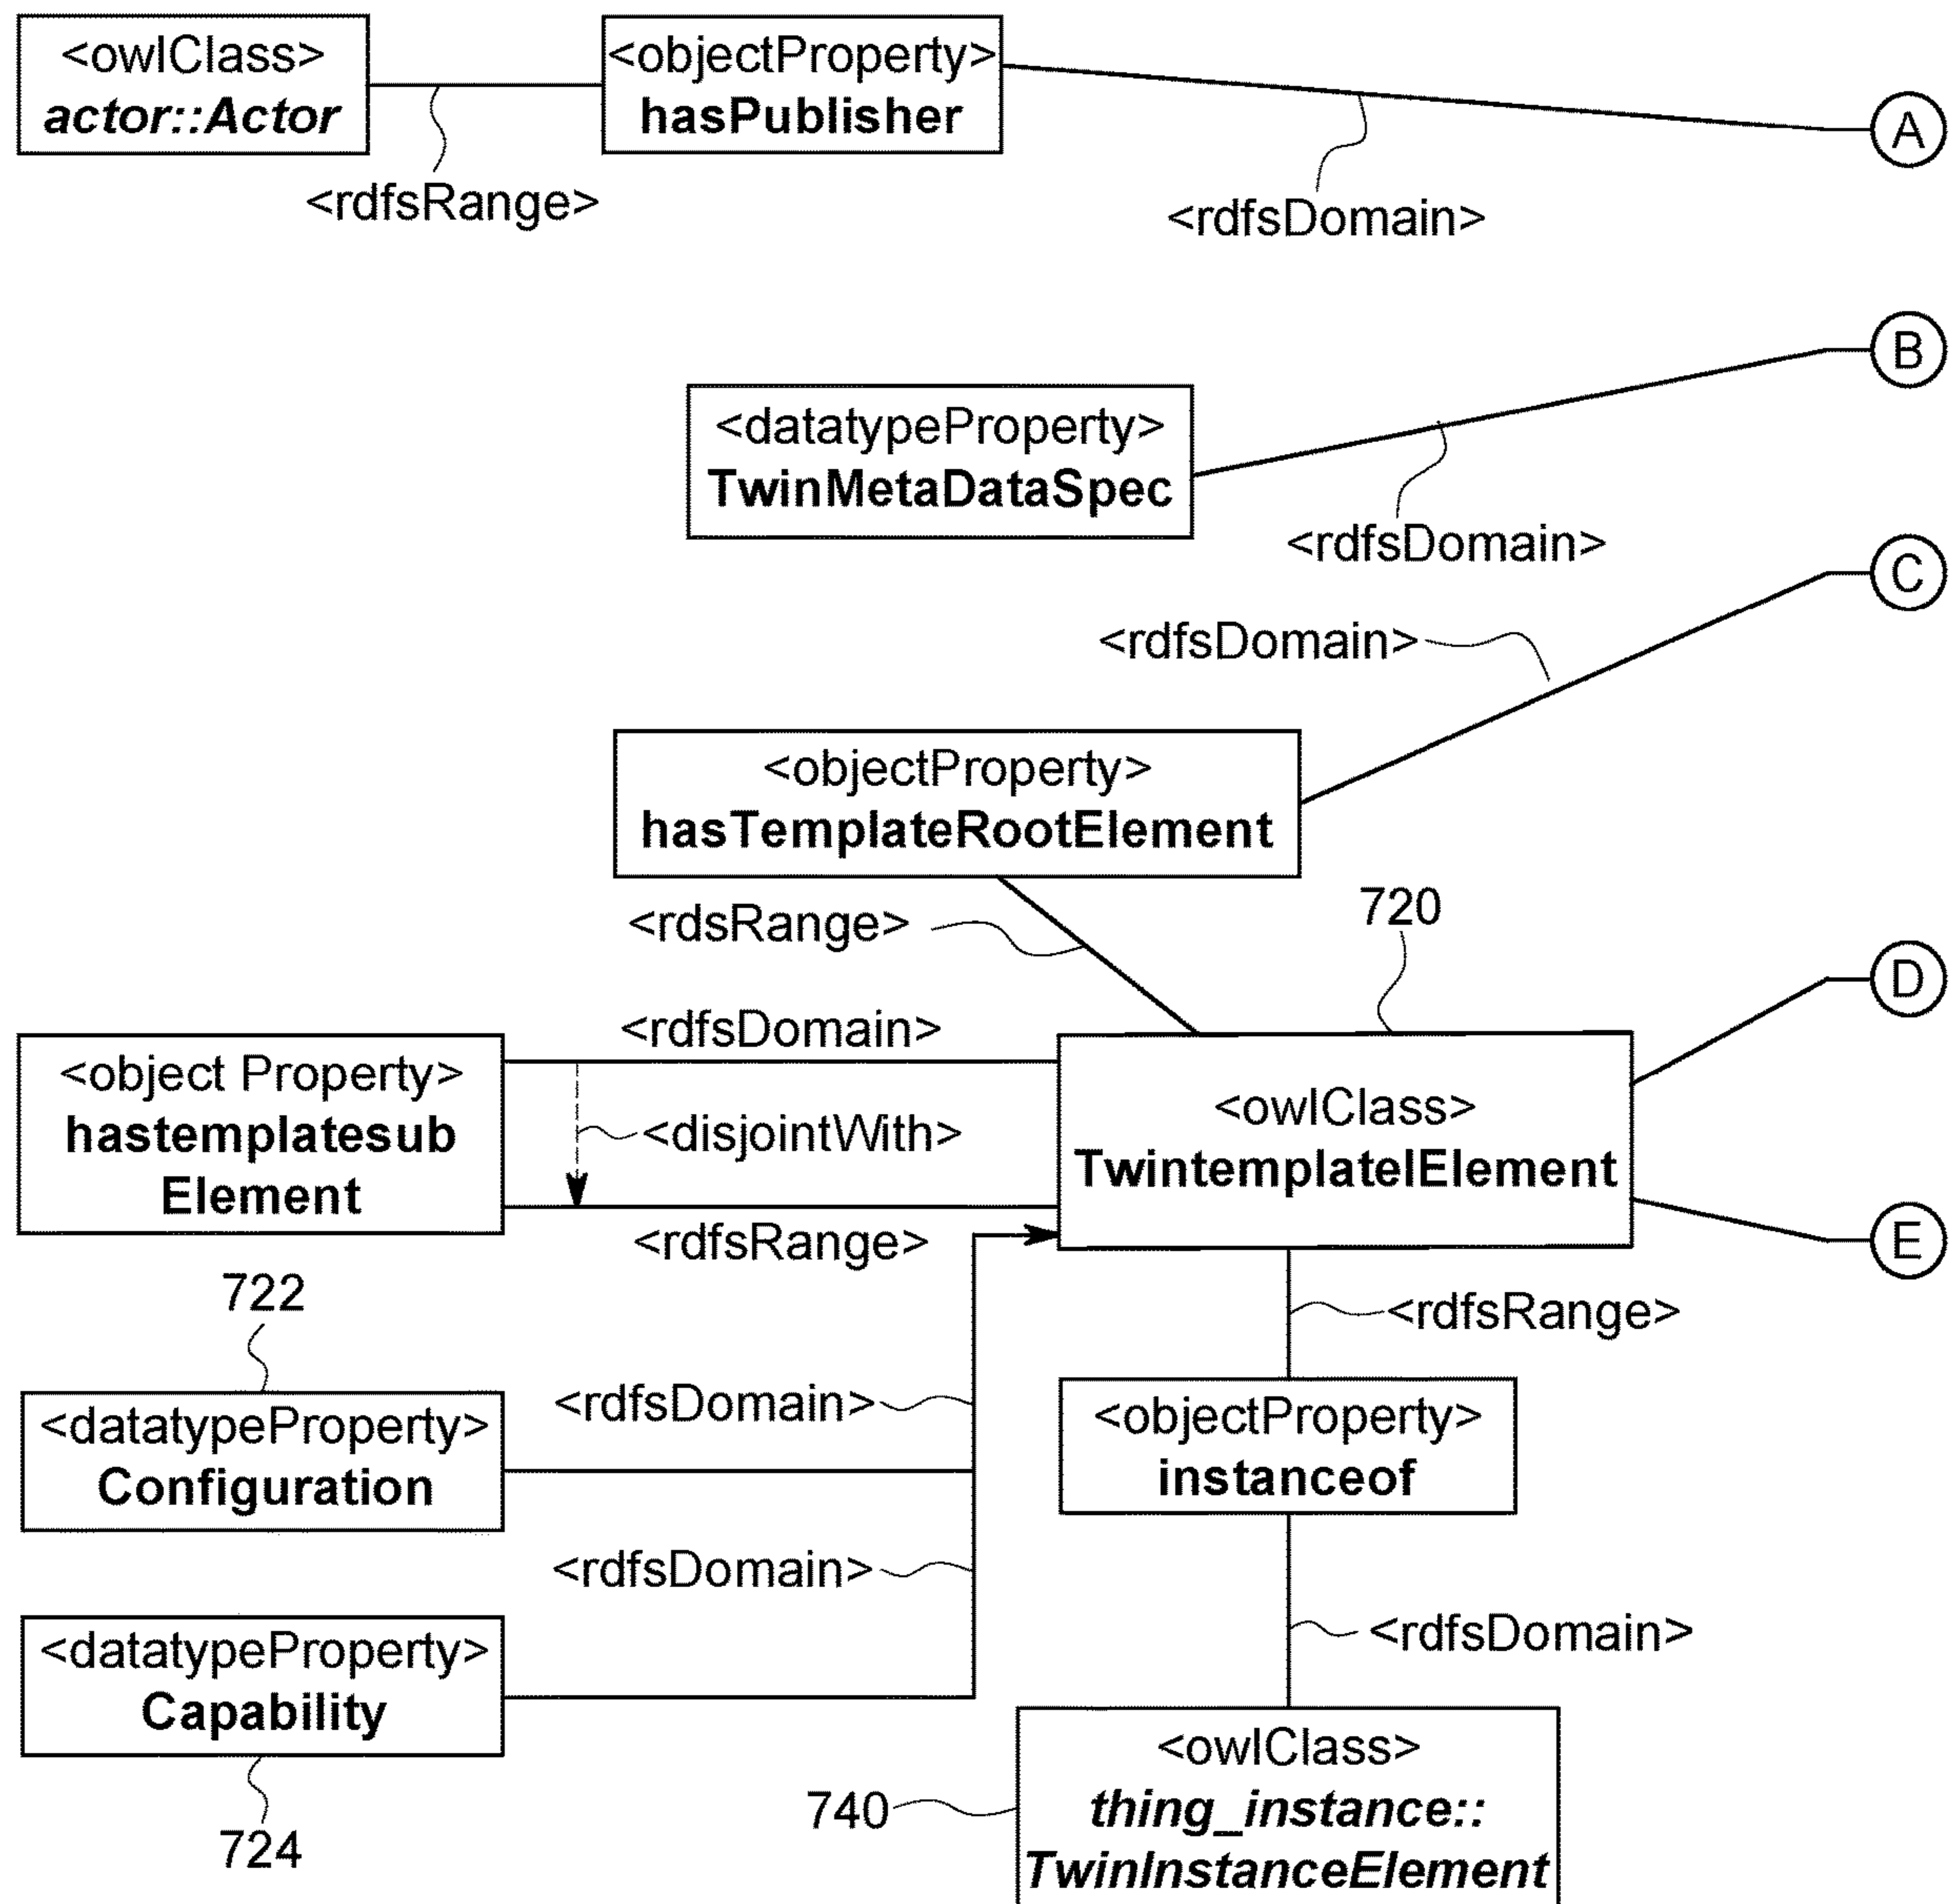 <owlClass>
actor::Actor
<objectProperty>
hasPublisher
<rdfsRange>
<rdfsDomain>
A
B
<datatypeProperty>
TwinMetaDataSpec
<rdfsDomain>
C
<rdfsDomain>
<objectProperty>
hasTemplateRootElement
<rdsRange>
720
D
<rdfsDomain>
<object Property>
hastemplatesub
Element
<disjointWith>
<owlClass>
TwintemplatelElement
<rdfsRange>
E
722
<rdfsRange>
<datatypeProperty>
Configuration
<rdfsDomain>
<objectProperty>
instanceof
<rdfsDomain>
<rdfsDomain>
<datatypeProperty>
Capability
724
740
<owlClass>
thing_instance::
TwinInstanceElement